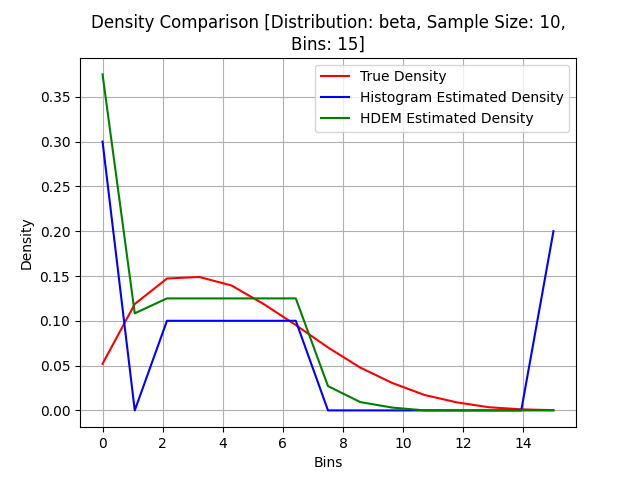 Density Comparison [Distribution: beta, Sample Size: 10,
Bins: 15]
True Density
Histogram Estimated Density
HDEM Estimated Density
Density
0.35
0.30
0.25
0.20
0.15
0.10
0.05
0.00
0 2 4 6 8 10 12 14
Bins